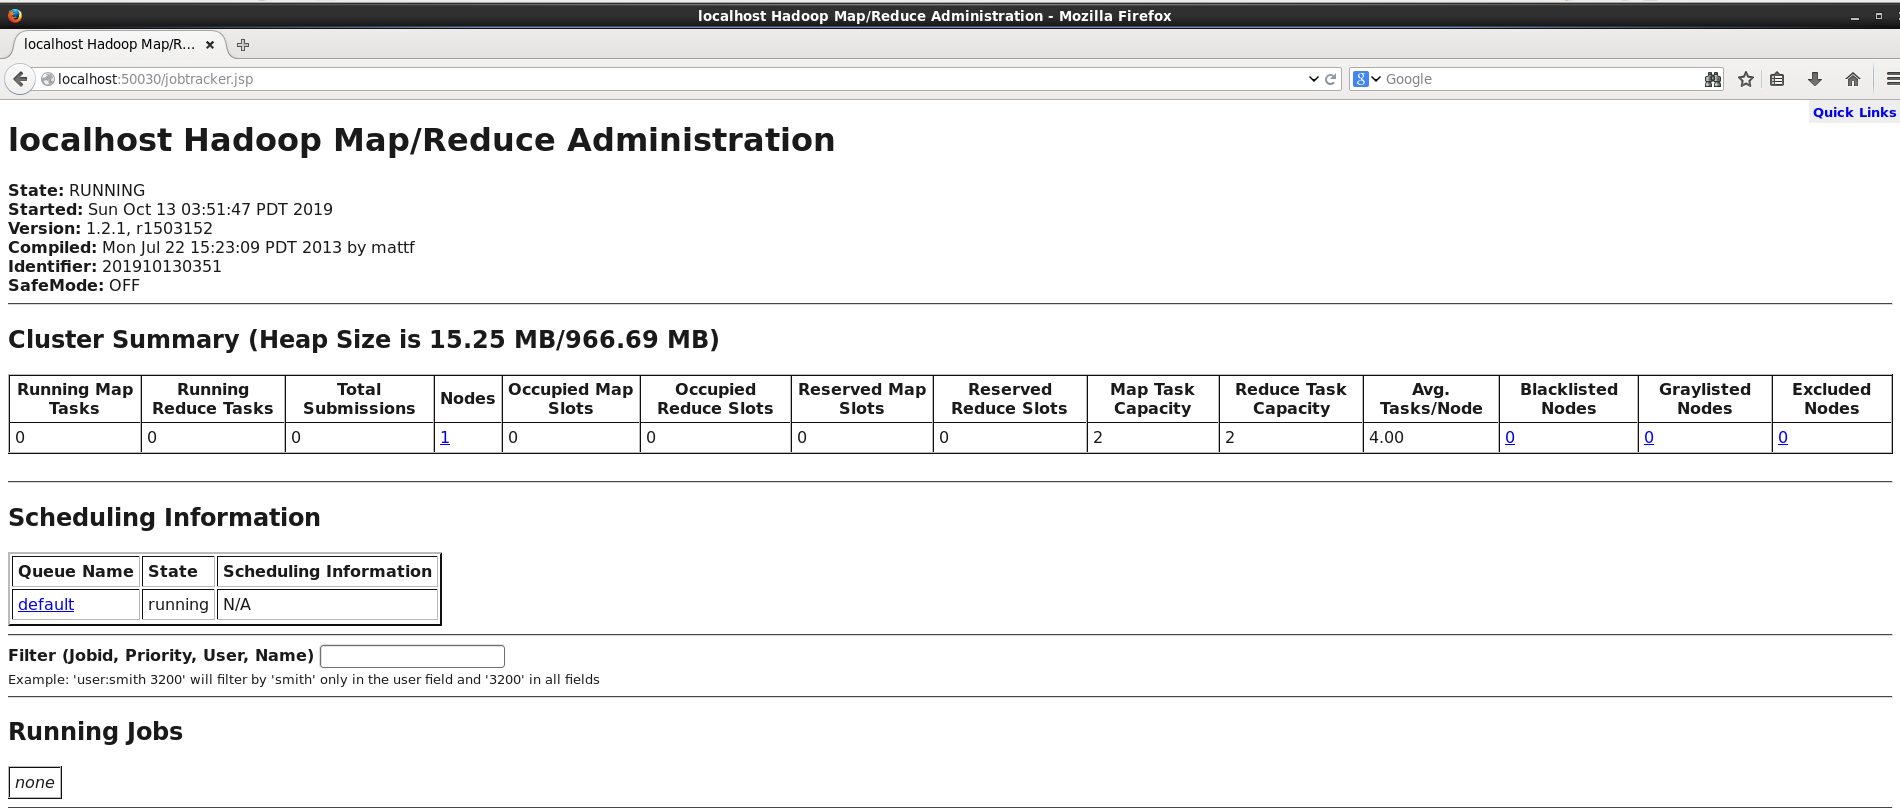 localhost Hadoop Map/Reduce Administration - Mozilla Firefox
localhost Hadoop Map/R...
localhost:50030/jobtracker.jsp
Google
Quick Links
localhost Hadoop Map/Reduce Administration
State: RUNNING
Started: Sun Oct 13 03:51:47 PDT 2019
Version: 1.2.1, r1503152
Compiled: Mon Jul 22 15:23:09 PDT 2013 by mattf
Identifier: 201910130351
SafeMode: OFF
Cluster Summary (Heap Size is 15.25 MB/966.69 MB)
Running Map Tasks Running Reduce Tasks Total Submissions Nodes Occupied Map Slots Occupied Reduce Slots Reserved Map Slots Reserved Reduce Slots Map Task Capacity Reduce Task Capacity Avg. Tasks/Node Blacklisted Nodes Graylisted Nodes Excluded Nodes
0 0 0 1 0 0 0 0 2 2 4.00 0 0 0
Scheduling Information
Queue Name State Scheduling Information
default running N/A
Filter (Jobid, Priority, User, Name)
Example: 'user:smith 3200' will filter by 'smith' only in the user field and '3200' in all fields
Running Jobs
none